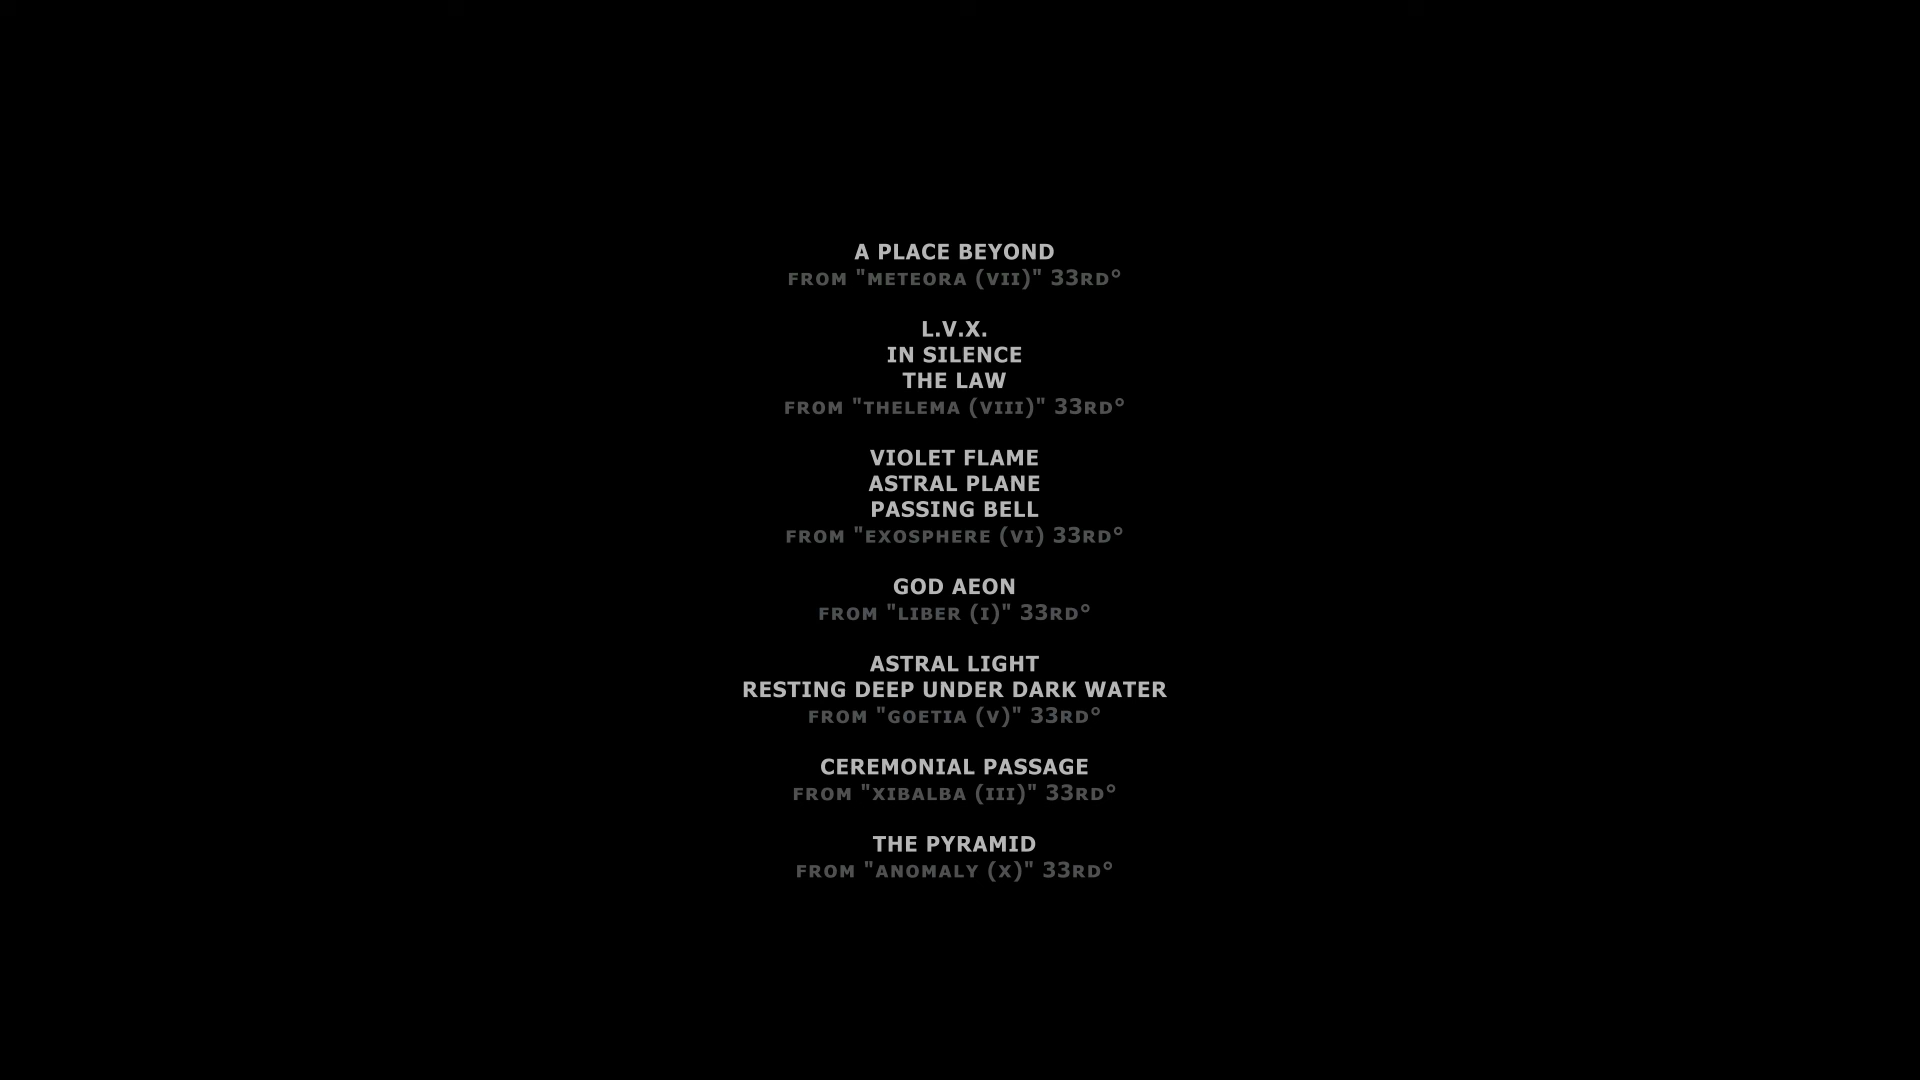 A PLACE BEYOND
FROM "METEORA (VII)" 33RD°
L.V.X.
IN SILENCE
THE LAW
FROM "THELEMA (VIII)" 33RD°
VIOLET FLAME
ASTRAL PLANE
PASSING BELL
FROM "EXOSPHERE (VI) 33RD°
GOD AEON
FROM "LIBER (I)" 33RD°
ASTRAL LIGHT
RESTING DEEP UNDER DARK WATER
FROM "GOETIA (V)" 33RD°
CEREMONIAL PASSAGE
FROM "XIBALBA (III)" 33RD°
THE PYRAMID
FROM "ANOMALY (X)" 33RD°